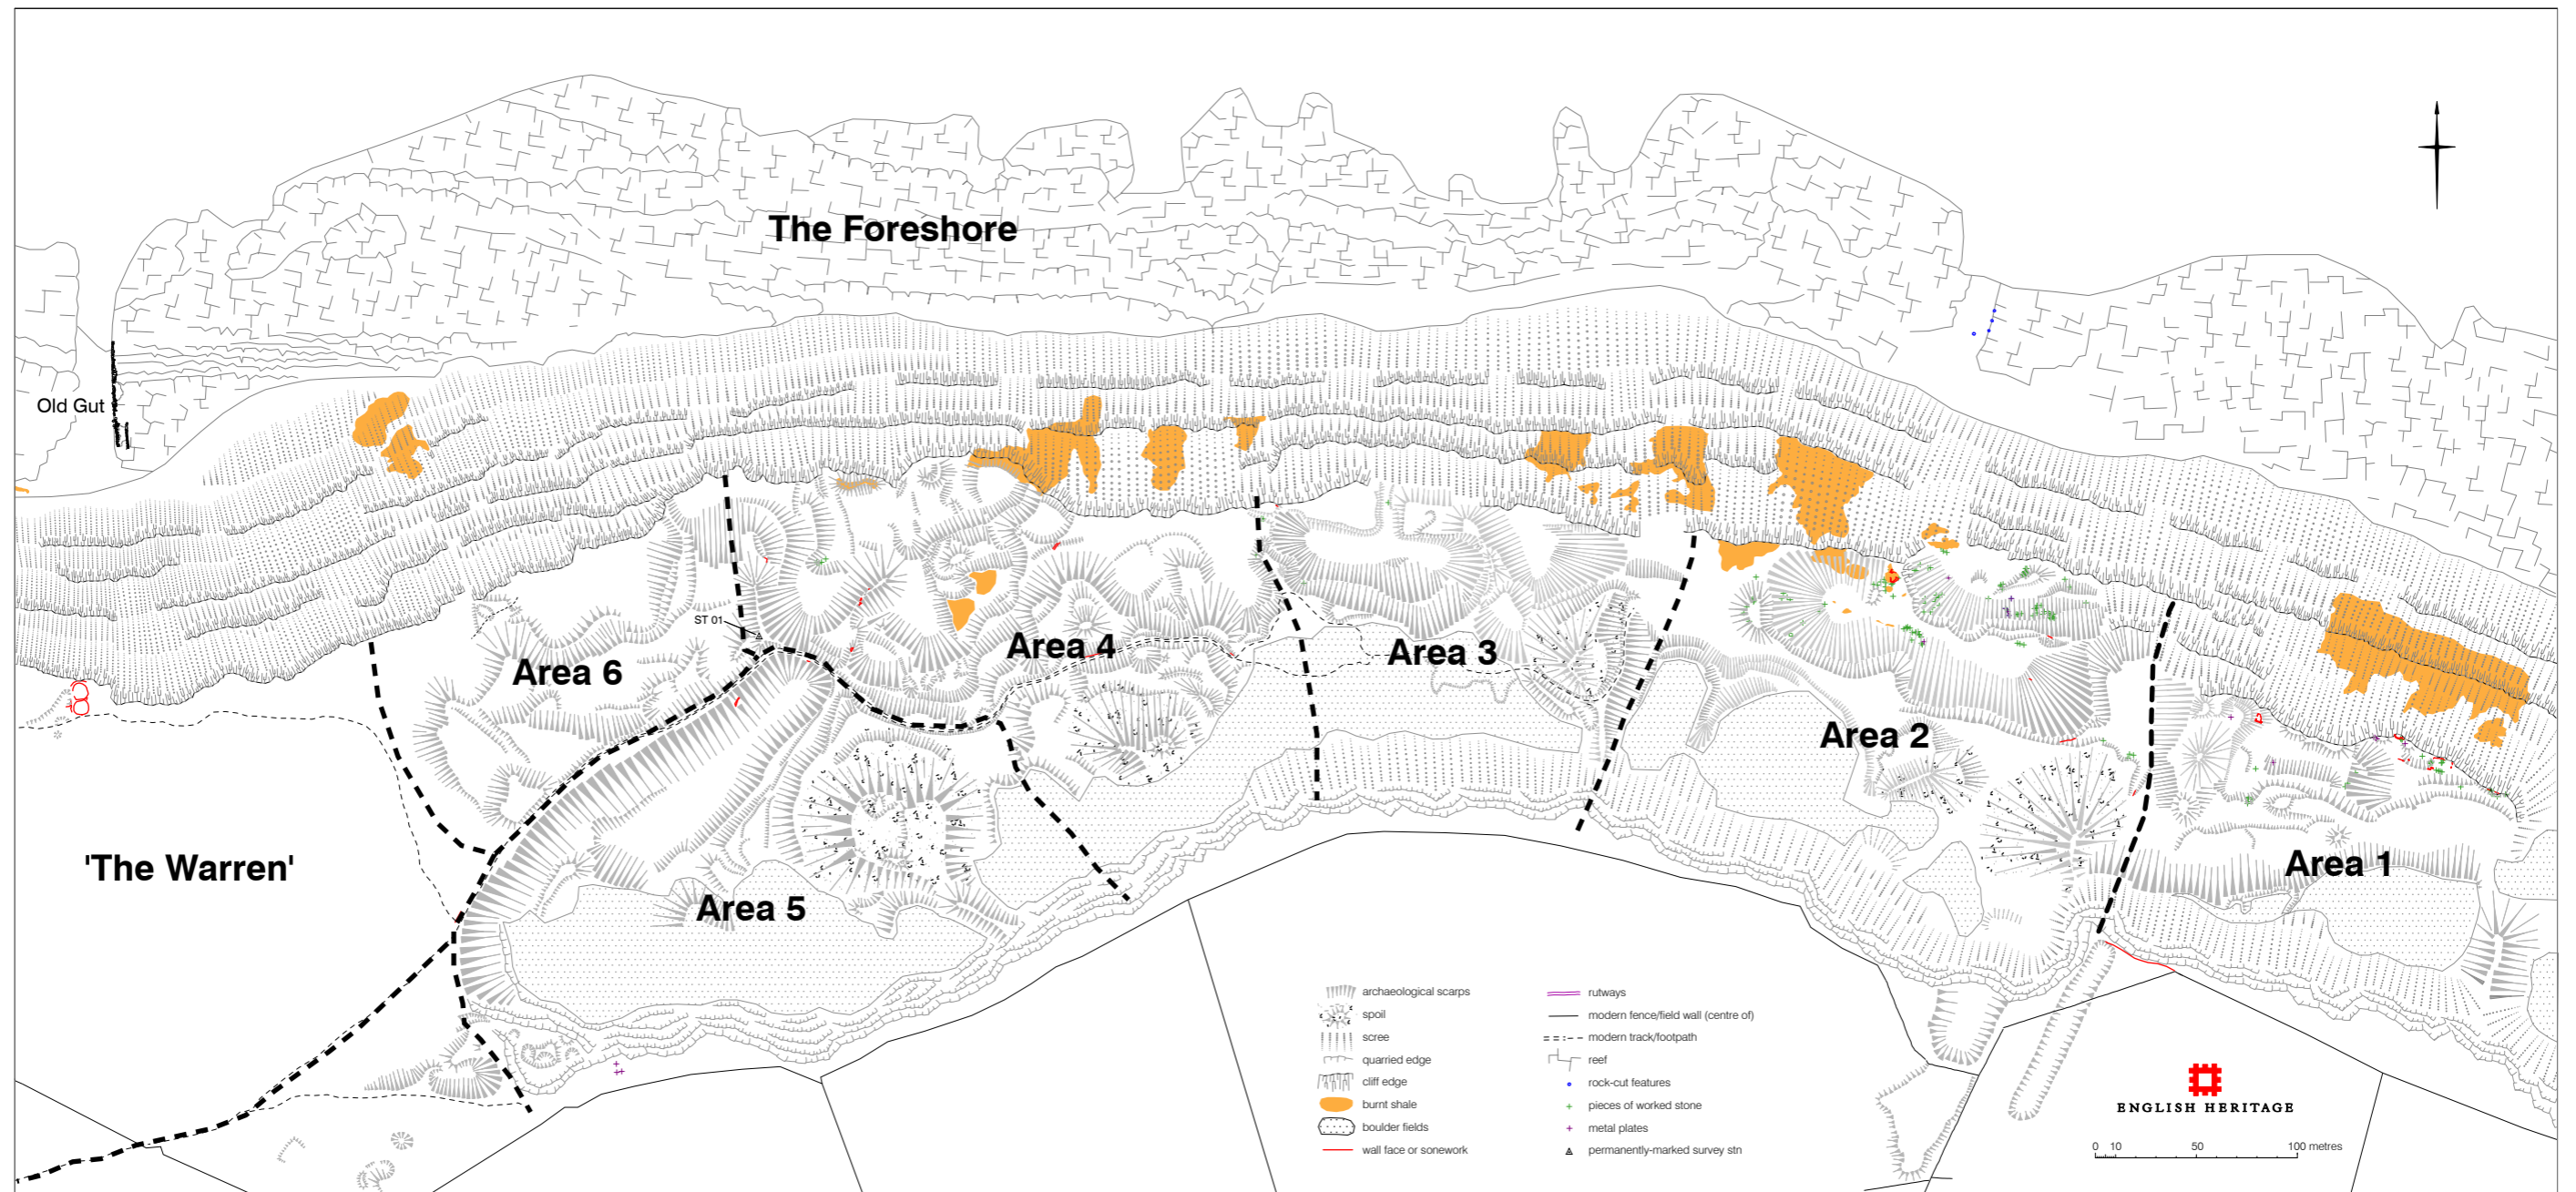 The Foreshore
Old Gut
ST 01
Area 6
Area 4
Area 3
Area 2
'The Warren'
Area 5
Area 1
archaeological scarps
spoil
scree
quarried edge
cliff edge
burnt shale
boulder fields
wall face or sonework
rutways
modern fence/field wall (centre of)
modern track/footpath
reef
rock-cut features
pieces of worked stone
metal plates
permanently-marked survey stn
ENGLISH HERITAGE
0 10 50 100 metres